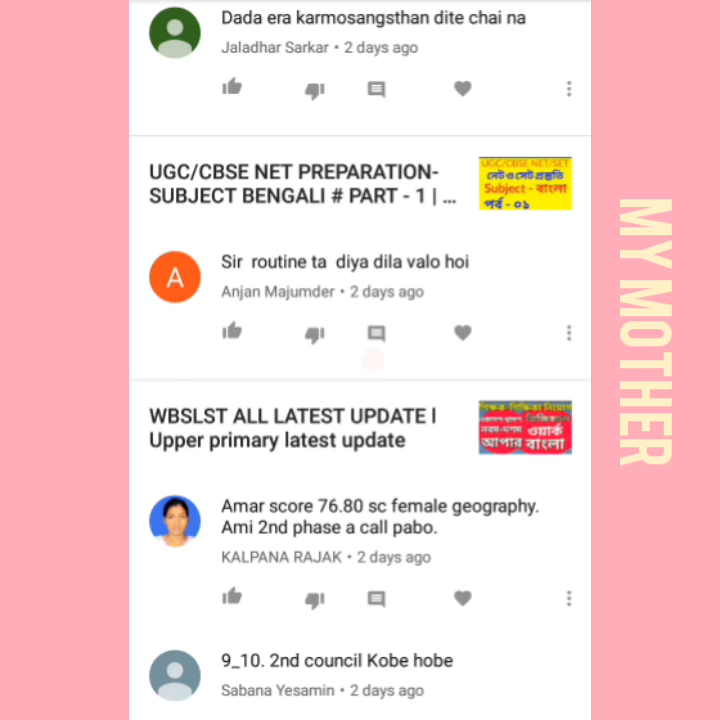 Dada era karmosangsthan dite chai na
Jaladhar Sarkar • 2 days ago
UGC/CBSE NET PREPARATION-
SUBJECT BENGALI # PART - 1 | ...
UGC/CBSE NET/SET
নেট ও সেট প্রস্তুতি
Subject - বাংলা
পর্ব - ০১
A
Sir routine ta diya dila valo hoi
Anjan Majumder • 2 days ago
WBSLST ALL LATEST UPDATE l
Upper primary latest update
শিক্ষক-শিক্ষিকা নিয়োগ
নবম-দশম ওয়ার্ক
আপার বাংলা
Amar score 76.80 sc female geography.
Ami 2nd phase a call pabo.
KALPANA RAJAK • 2 days ago
9_10. 2nd council Kobe hobe
Sabana Yesamin • 2 days ago
MY MOTHER